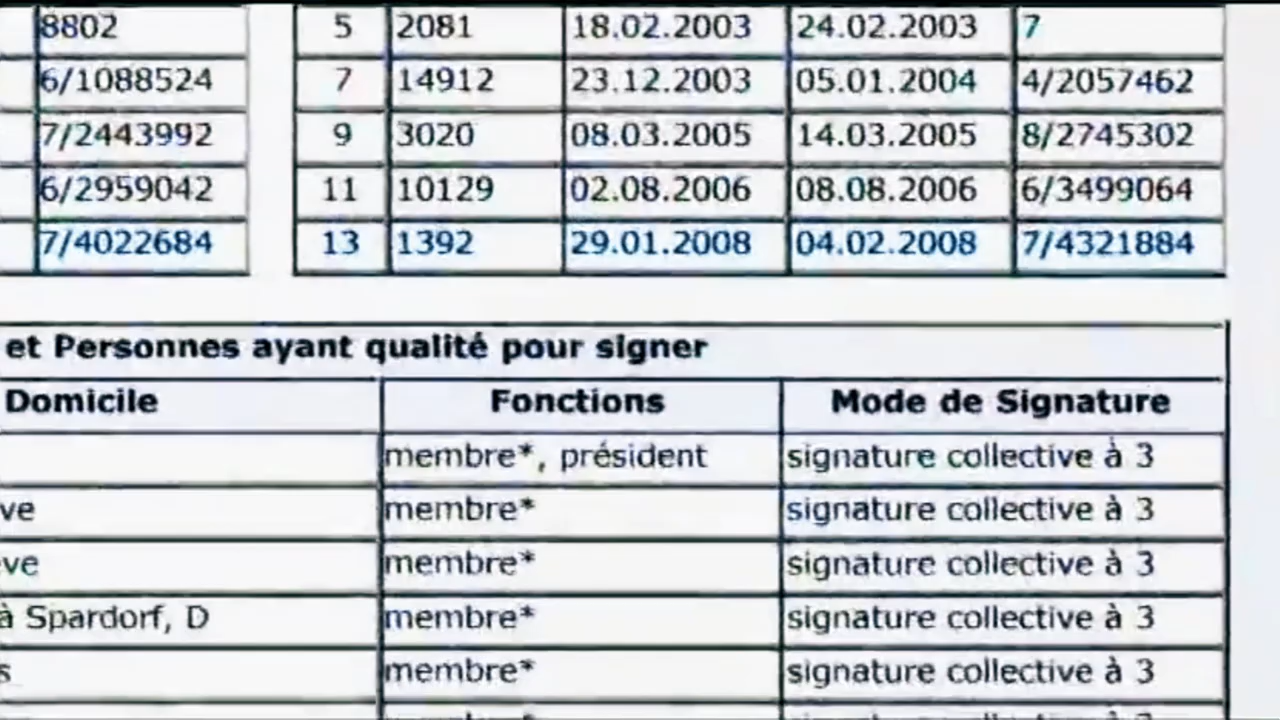 8802 5 2081 18.02.2003 24.02.2003 7
6/1088524 7 14912 23.12.2003 05.01.2004 4/2057462
7/2443992 9 3020 08.03.2005 14.03.2005 8/2745302
6/2959042 11 10129 02.08.2006 08.08.2006 6/3499064
7/4022684 13 1392 29.01.2008 04.02.2008 7/4321884
et Personnes ayant qualité pour signer
Domicile Fonctions Mode de Signature
membre*, président signature collective à 3
ve membre* signature collective à 3
ve membre* signature collective à 3
à Spardorf, D membre* signature collective à 3
s membre* signature collective à 3